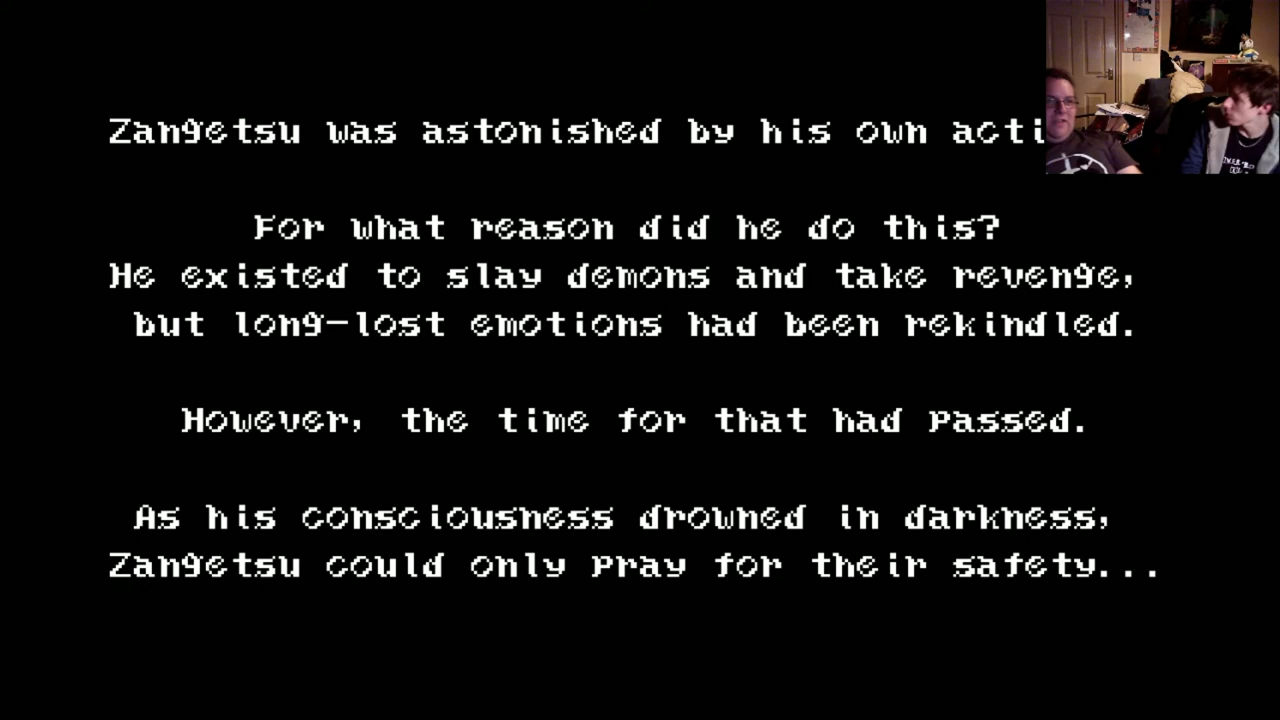 Zangetsu was astonished by his own
For what reason did he do this?
He existed to slay demons and take revenge,
but long-lost emotions had been rekindled.
However, the time for that had passed.
As his consciousness drowned in darkness,
Zangetsu could only pray for their safety...